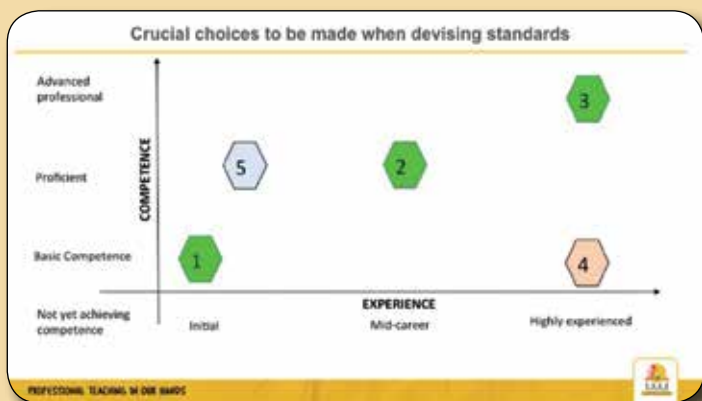 Crucial choices to be made when devising standards
Advanced
professional
3
COMPETENCE
Proficient
5
2
Basic Competence
1
4
EXPERIENCE
Not yet achieving
competence
Initial
Mid-career
Highly experienced
PROFESSIONAL TEACHING IN OUR HANDS